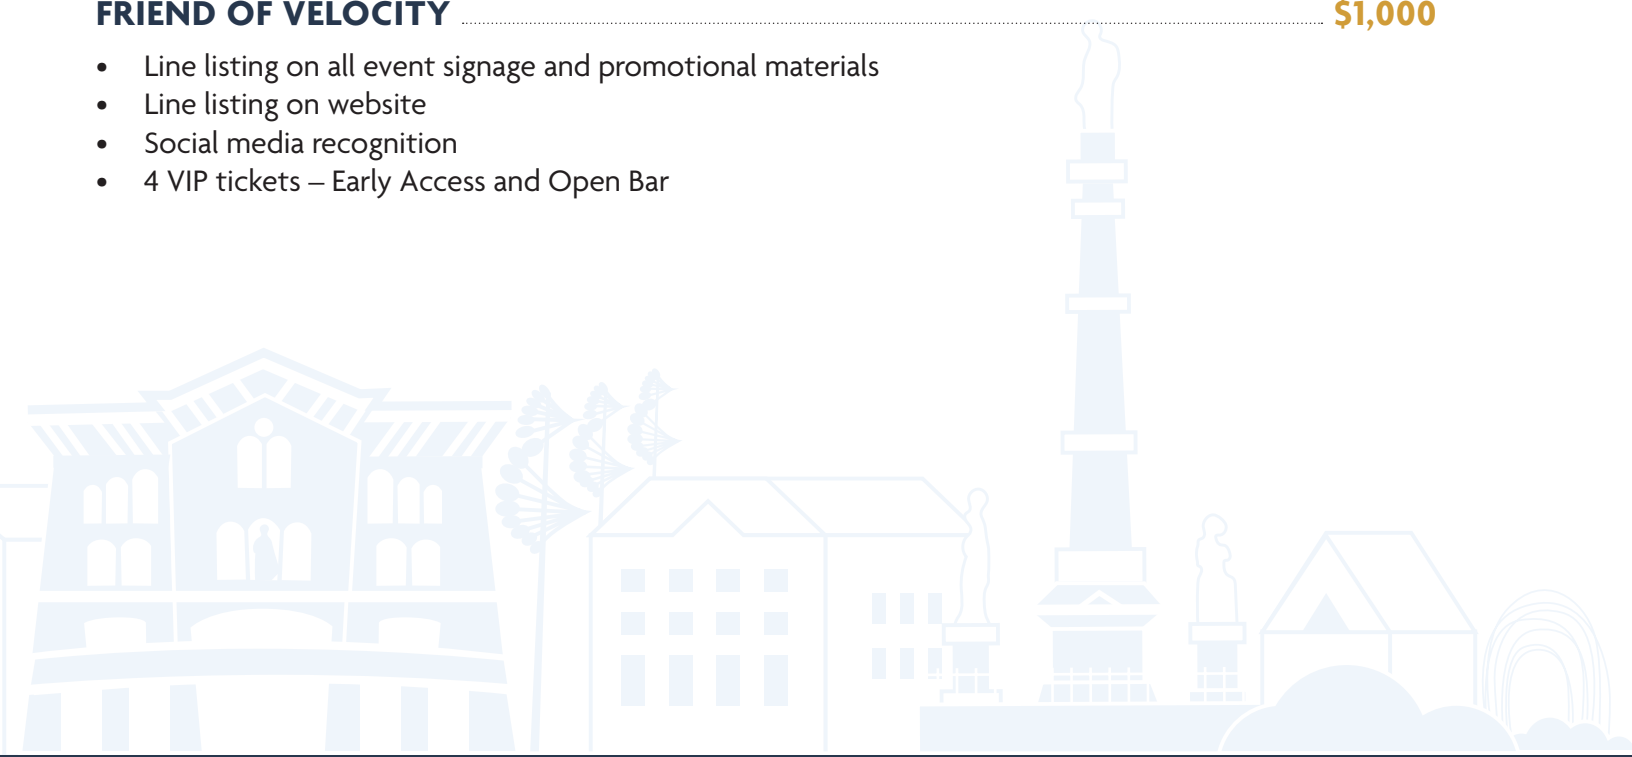 FRIEND OF VELOCITY ........................ $1,000
• Line listing on all event signage and promotional materials
• Line listing on website
• Social media recognition
• 4 VIP tickets – Early Access and Open Bar